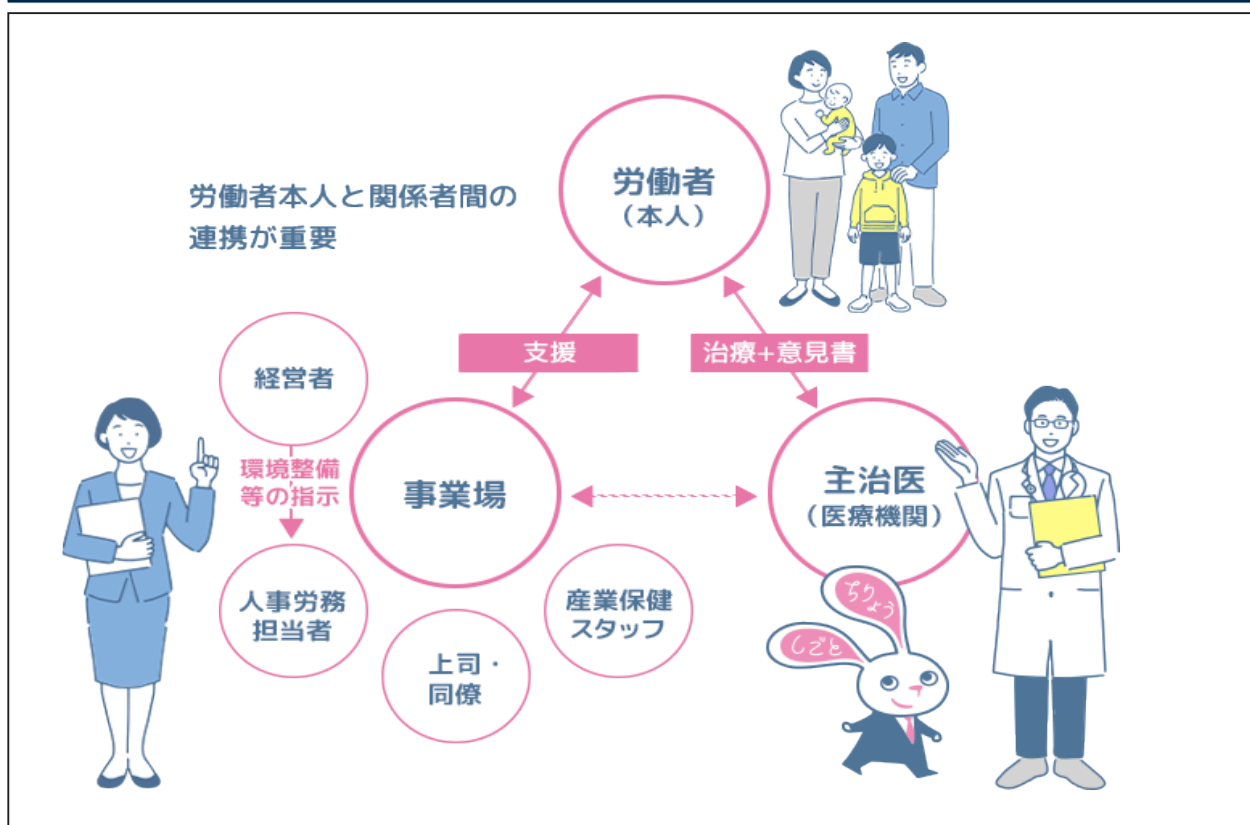 労働者本人と関係者間の
連携が重要
労働者
（本人）
支援
治療+意見書
経営者
環境整備
等の指示
事業場
主治医
（医療機関）
人事労務
担当者
上司・
同僚
産業保健
スタッフ
ちりょう
しごと